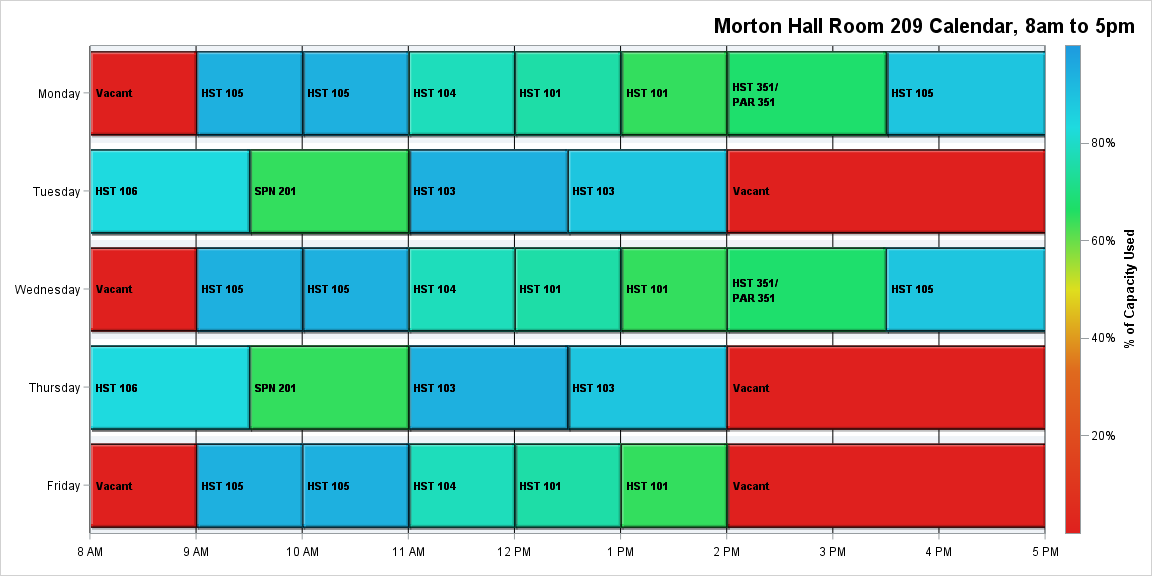 Morton Hall Room 209 Calendar, 8am to 5pm
Monday
Vacant
HST 105
HST 105
HST 104
HST 101
HST 101
HST 351/
PAR 351
HST 105
Tuesday
HST 106
SPN 201
HST 103
HST 103
Vacant
Wednesday
Vacant
HST 105
HST 105
HST 104
HST 101
HST 101
HST 351/
PAR 351
HST 105
Thursday
HST 106
SPN 201
HST 103
HST 103
Vacant
Friday
Vacant
HST 105
HST 105
HST 104
HST 101
HST 101
Vacant
8 AM
9 AM
10 AM
11 AM
12 PM
1 PM
2 PM
3 PM
4 PM
5 PM
80%
60%
40%
20%
% of Capacity Used